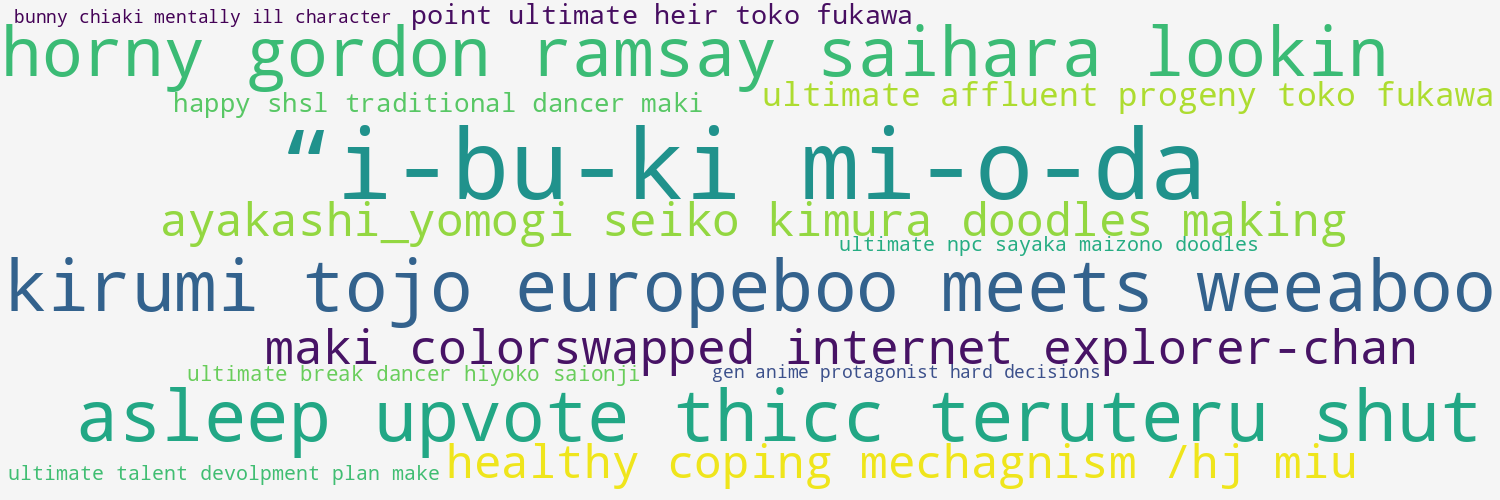 bunny chiaki mentally ill character
point ultimate heir toko fukawa
horny gordon ramsay saihara lookin
happy shsl traditional dancer maki
ultimate affluent progeny toko fukawa
“i-bu-ki mi-o-da
ayakashi_yomogi seiko kimura doodles making
ultimate npc sayaka maizono doodles
kirumi tojo europeboo meets weeaboo
maki colorswapped internet explorer-chan
ultimate break dancer hiyoko saionji
gen anime protagonist hard decisions
asleep upvote thicc teruteru shut
healthy coping mechagnism /hj miu
ultimate talent devolpment plan make